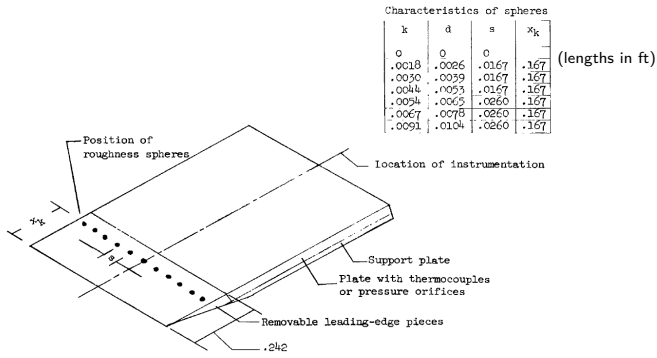 Characteristics of spheres
k d s xk
0 0 0
.0018 .0026 .0167 .167
.0030 .0039 .0167 .167
.0044 .0053 .0167 .167
.0054 .0065 .0260 .167
.0067 .0078 .0260 .167
.0091 .0104 .0260 .167
(lengths in ft)
Position of
roughness spheres
Location of instrumentation
xk
s
Support plate
Plate with thermocouples
or pressure orifices
Removable leading-edge pieces
.242